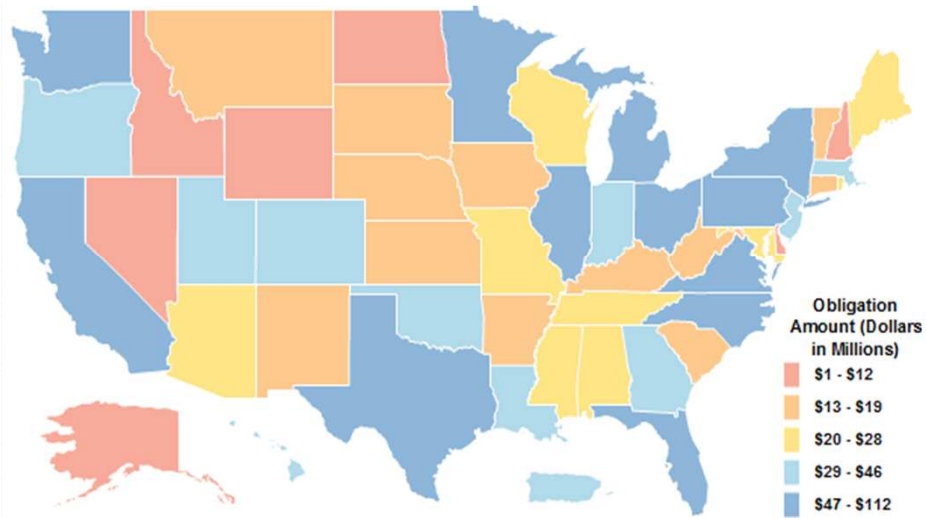 Obligation
Amount (Dollars
in Millions)
$1 - $12
$13 - $19
$20 - $28
$29 - $46
$47 - $112